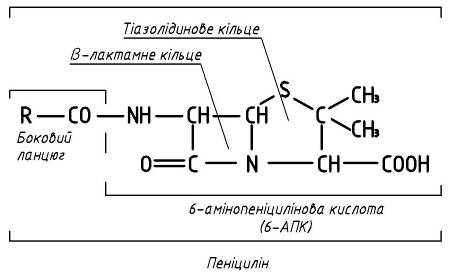 Тіазолідинове кільце
β-лактамне кільце
S
CH₃
R — CO — NH — CH — CH C
CH₃
Боковий
ланцюг
O = C — N — CH — COOH
6-амінопеніцилінова кислота
(6-АПК)
Пеніцилін